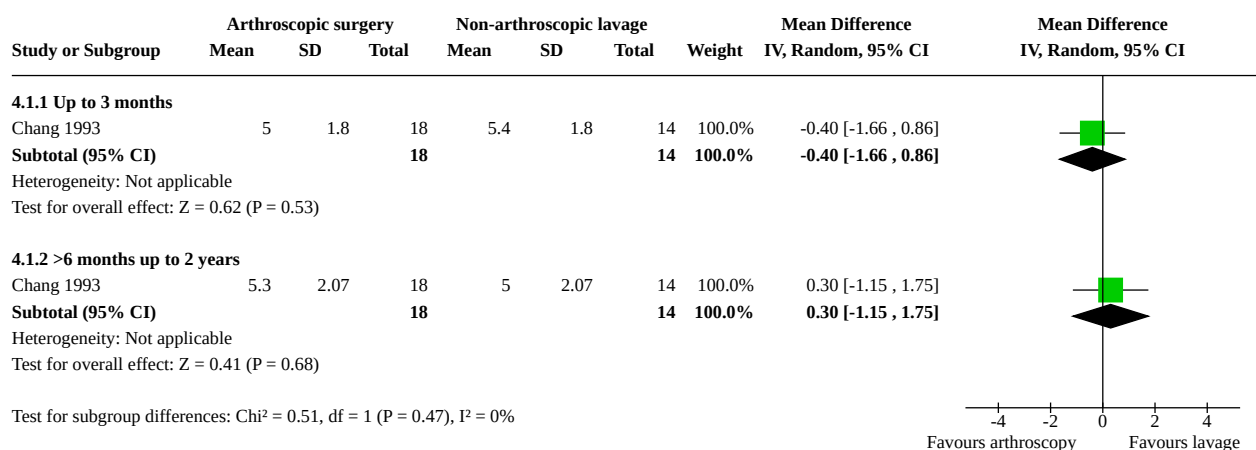 Arthroscopic surgery Non-arthroscopic lavage Mean Difference Mean Difference
Study or Subgroup Mean SD Total Mean SD Total Weight IV, Random, 95% CI IV, Random, 95% CI
4.1.1 Up to 3 months
Chang 1993 5 1.8 18 5.4 1.8 14 100.0% -0.40 [-1.66 , 0.86]
Subtotal (95% CI) 18 14 100.0% -0.40 [-1.66 , 0.86]
Heterogeneity: Not applicable
Test for overall effect: Z = 0.62 (P = 0.53)
4.1.2 >6 months up to 2 years
Chang 1993 5.3 2.07 18 5 2.07 14 100.0% 0.30 [-1.15 , 1.75]
Subtotal (95% CI) 18 14 100.0% 0.30 [-1.15 , 1.75]
Heterogeneity: Not applicable
Test for overall effect: Z = 0.41 (P = 0.68)
Test for subgroup differences: Chi² = 0.51, df = 1 (P = 0.47), I² = 0%
-4 -2 0 2 4
Favours arthroscopy Favours lavage